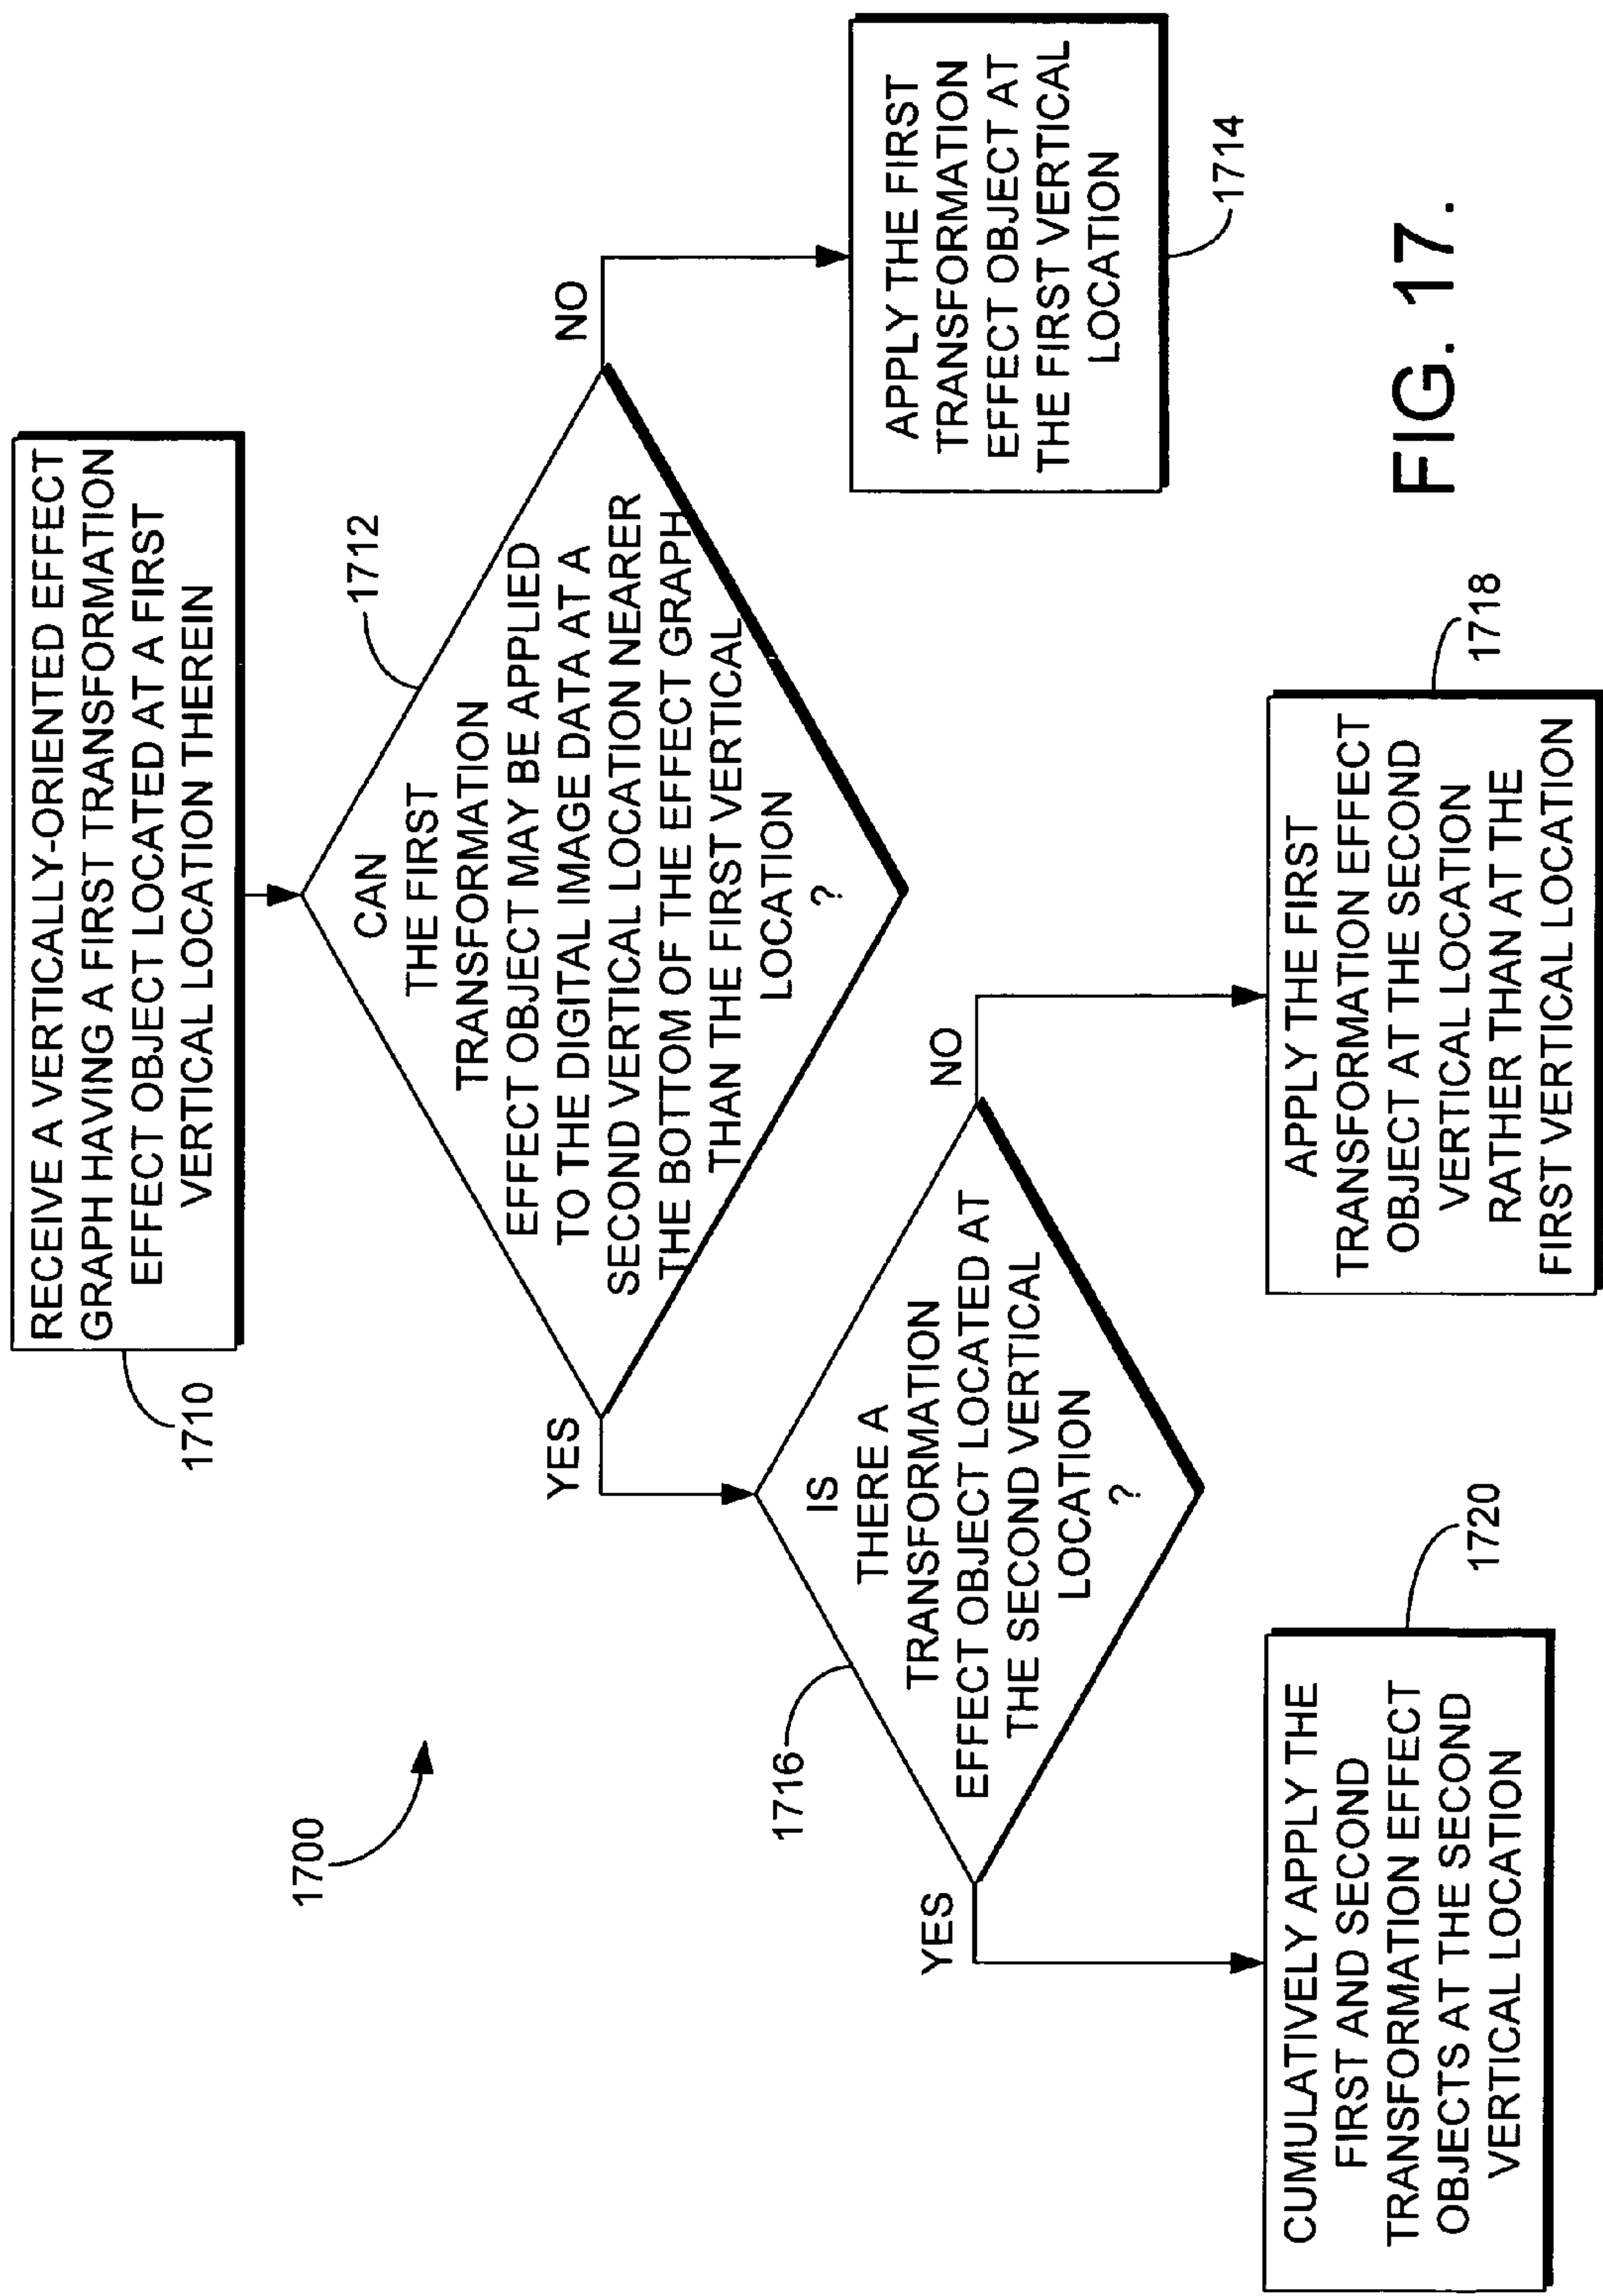 1700
RECEIVE A VERTICALLY-ORIENTED EFFECT
GRAPH HAVING A FIRST TRANSFORMATION
EFFECT OBJECT LOCATED AT A FIRST
VERTICAL LOCATION THEREIN
1710
CAN
THE FIRST
TRANSFORMATION
EFFECT OBJECT MAY BE APPLIED
TO THE DIGITAL IMAGE DATA AT A
SECOND VERTICAL LOCATION NEARER
THE BOTTOM OF THE EFFECT GRAPH
THAN THE FIRST VERTICAL
LOCATION
?
1712
YES
NO
APPLY THE FIRST
TRANSFORMATION
EFFECT OBJECT AT
THE FIRST VERTICAL
LOCATION
1714
IS
THERE A
TRANSFORMATION
EFFECT OBJECT LOCATED AT
THE SECOND VERTICAL
LOCATION
?
1716
YES
NO
CUMULATIVELY APPLY THE
FIRST AND SECOND
TRANSFORMATION EFFECT
OBJECTS AT THE SECOND
VERTICAL LOCATION
1720
APPLY THE FIRST
TRANSFORMATION EFFECT
OBJECT AT THE SECOND
VERTICAL LOCATION
RATHER THAN AT THE
FIRST VERTICAL LOCATION
1718
FIG. 17.